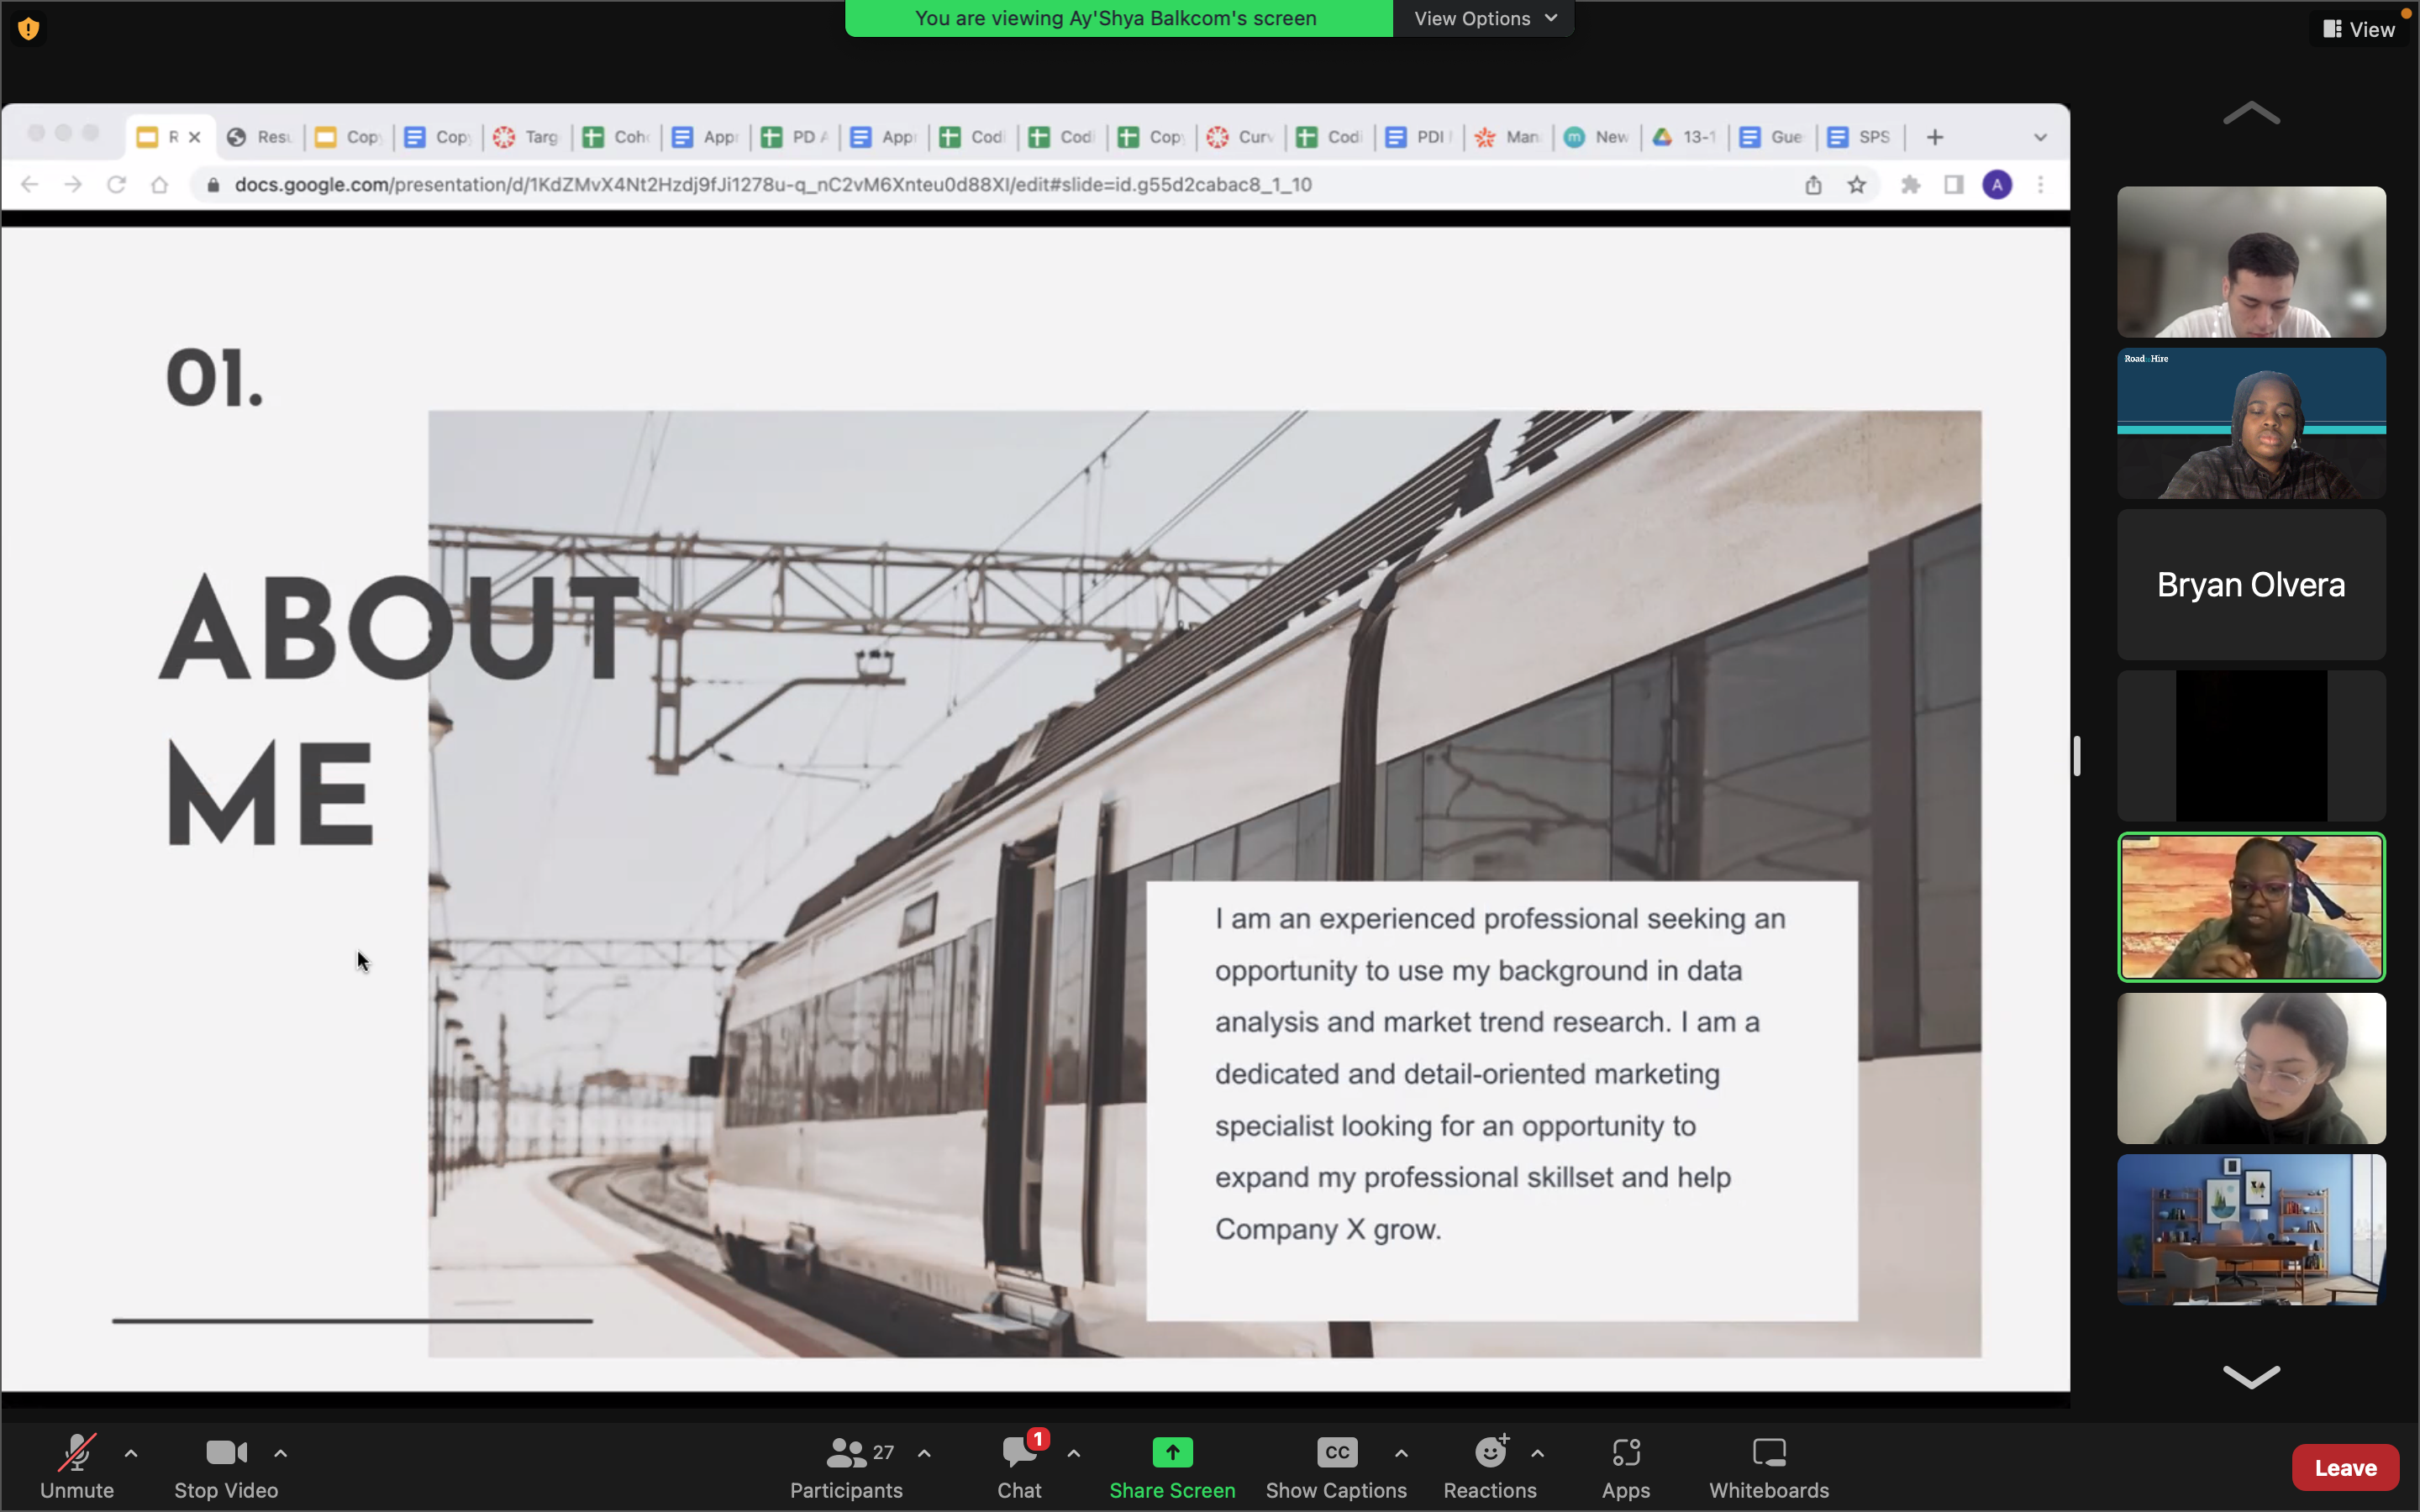 You are viewing Ay'Shya Balkcom's screen
View Options
View
R
Resu
Copy
Copy
Targ
Coho
Appr
PD A
Appr
Codi
Codi
Copy
Curv
Codi
PDI
Man
New
13-1
Gue
SPS
docs.google.com/presentation/d/1KdZMvX4Nt2Hzdj9fJi1278u-q_nC2vM6Xnteu0d88XI/edit#slide=id.g55d2cabac8_1_10
A
01.
ABOUT
ME
I am an experienced professional seeking an
opportunity to use my background in data
analysis and market trend research. I am a
dedicated and detail-oriented marketing
specialist looking for an opportunity to
expand my professional skillset and help
Company X grow.
Road to Hire
Bryan Olvera
Unmute
Stop Video
27
Participants
1
Chat
Share Screen
CC
Show Captions
Reactions
Apps
Whiteboards
Leave